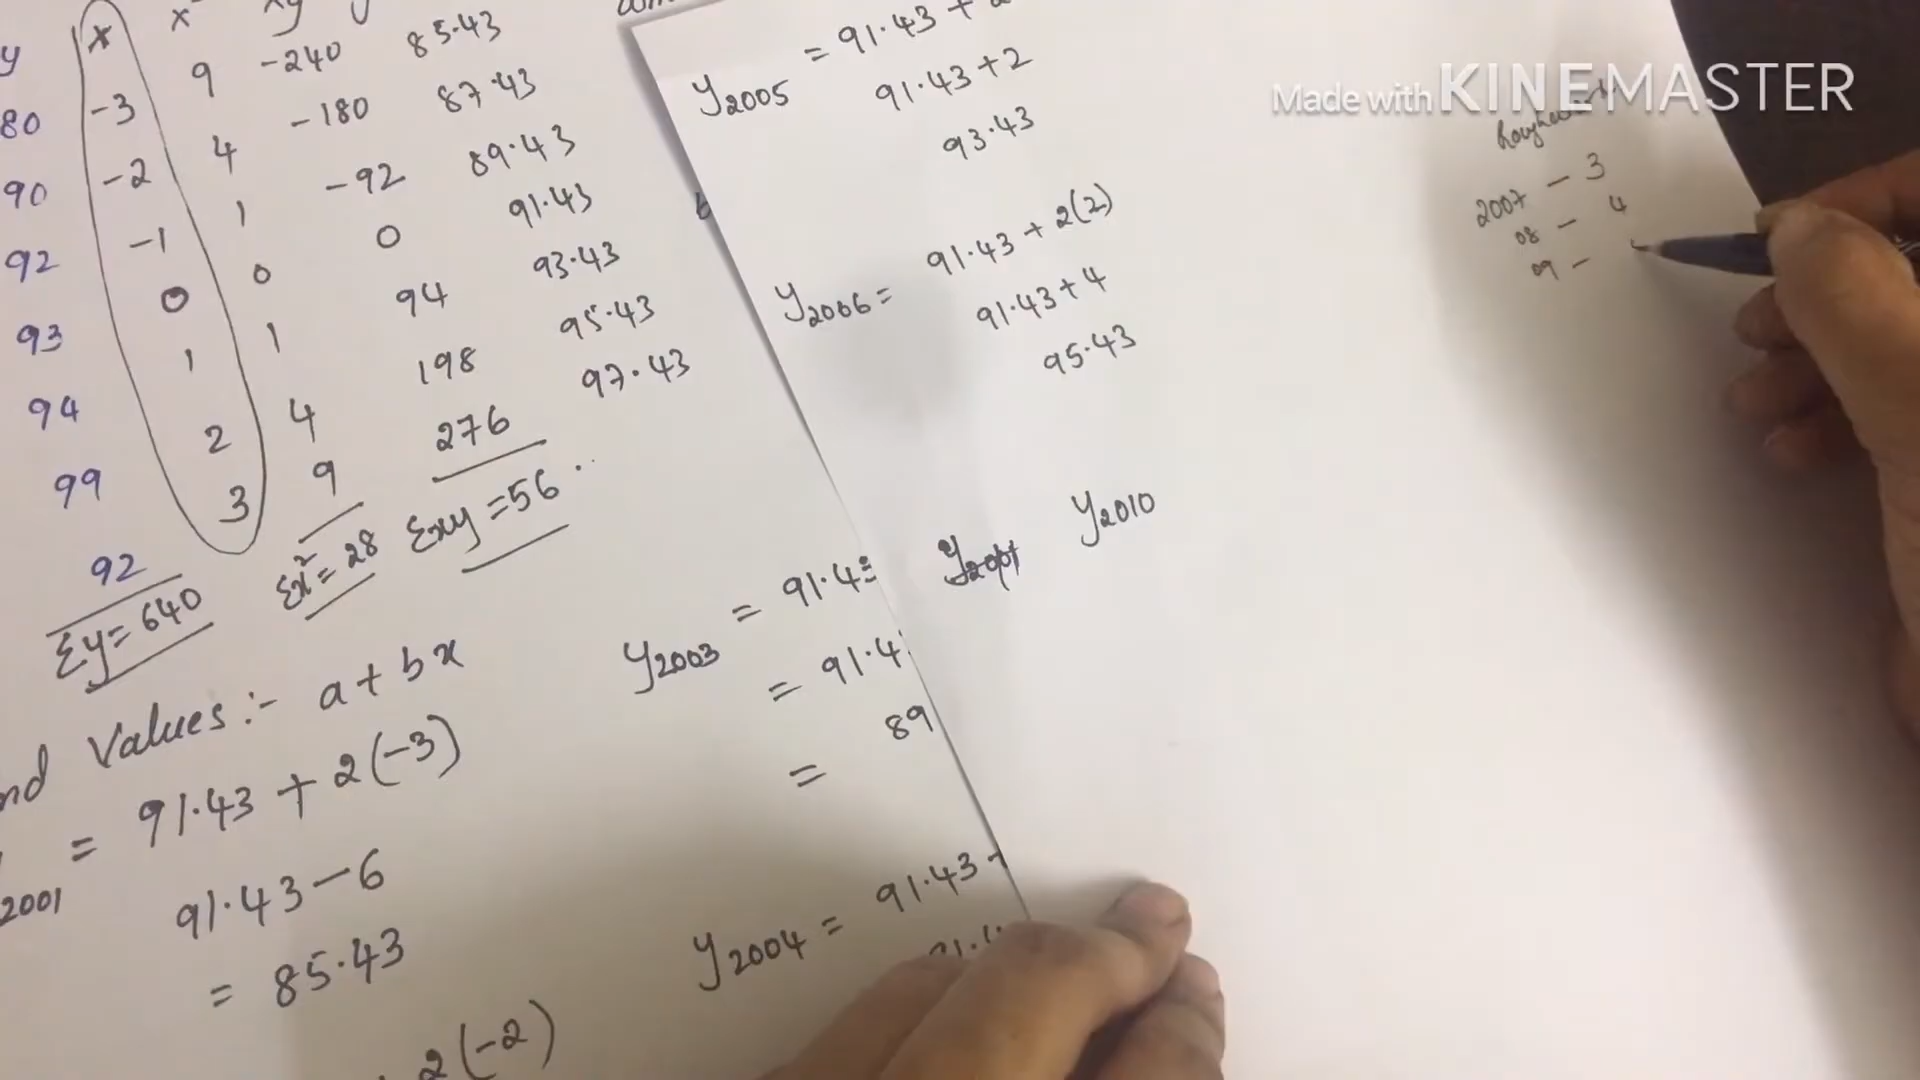 y x x xy y
80 -3 9 -240 85.43
90 -2 4 -180 87.43
92 -1 1 -92 89.43
93 0 0 0 91.43
94 1 1 94 93.43
99 2 4 198 95.43
92 3 9 276 97.43
Σy=640 Σx²=28 Σxy=56
Values:- a+bx
2001 = 91.43+2(-3)
91.43-6
= 85.43
2(-2)
y2003 = 91.43
= 91.4
= 89
y2004 = 91.43
91.4
y2005 = 91.43+
91.43+2
93.43
y2006= 91.43+2(2)
91.43+4
95.43
y2010
2007 - 3
08 - 4
09 -
Made with KINEMASTER